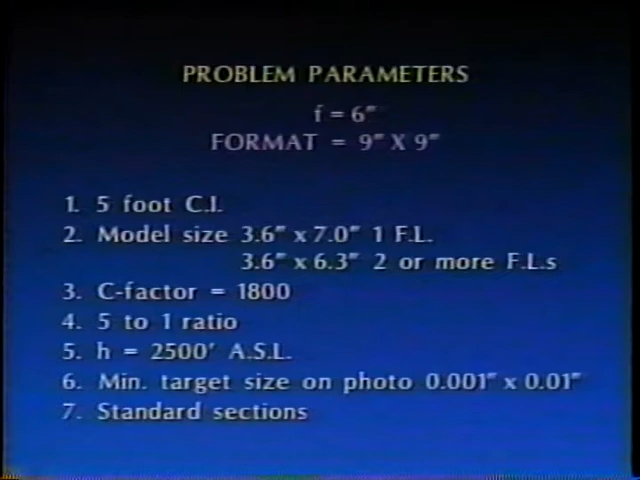 PROBLEM PARAMETERS
f = 6"
FORMAT = 9" X 9"
1. 5 foot C.I.
2. Model size 3.6" x 7.0" 1 F.L.
3.6" x 6.3" 2 or more F.L.s
3. C-factor = 1800
4. 5 to 1 ratio
5. h = 2500' A.S.L.
6. Min. target size on photo 0.001" x 0.01"
7. Standard sections